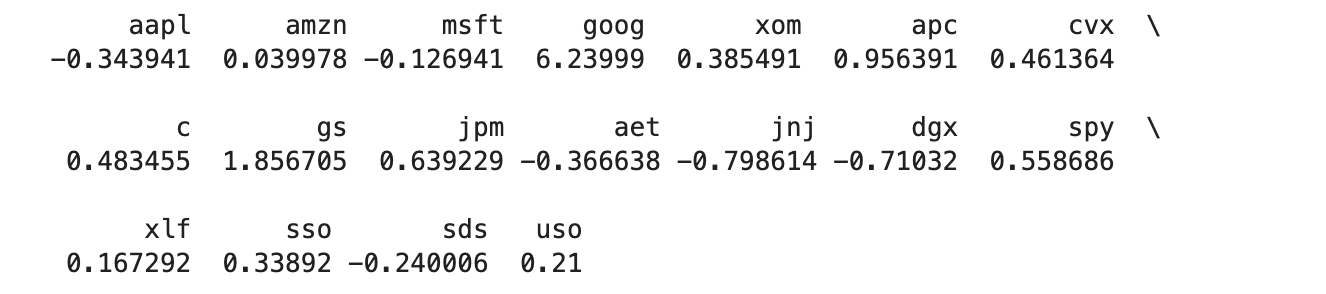 aapl amzn msft goog xom apc cvx \
-0.343941 0.039978 -0.126941 6.23999 0.385491 0.956391 0.461364
c gs jpm aet jnj dgx spy \
0.483455 1.856705 0.639229 -0.366638 -0.798614 -0.71032 0.558686
xlf sso sds uso
0.167292 0.33892 -0.240006 0.21